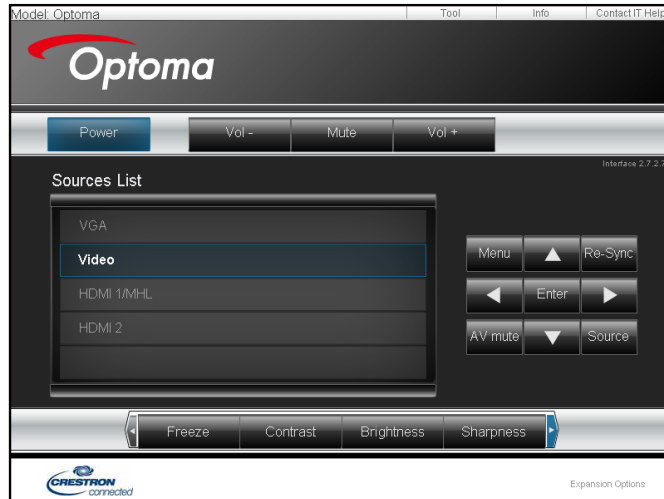 Model: Optoma Tool Info Contact IT Help
Optoma
Power Vol - Mute Vol +
Interface 2.7.2.7
Sources List
VGA
Video
HDMI 1/MHL
HDMI 2
Menu Re-Sync
Enter
AV mute Source
Freeze Contrast Brightness Sharpness
CRESTRON
connected
Expansion Options